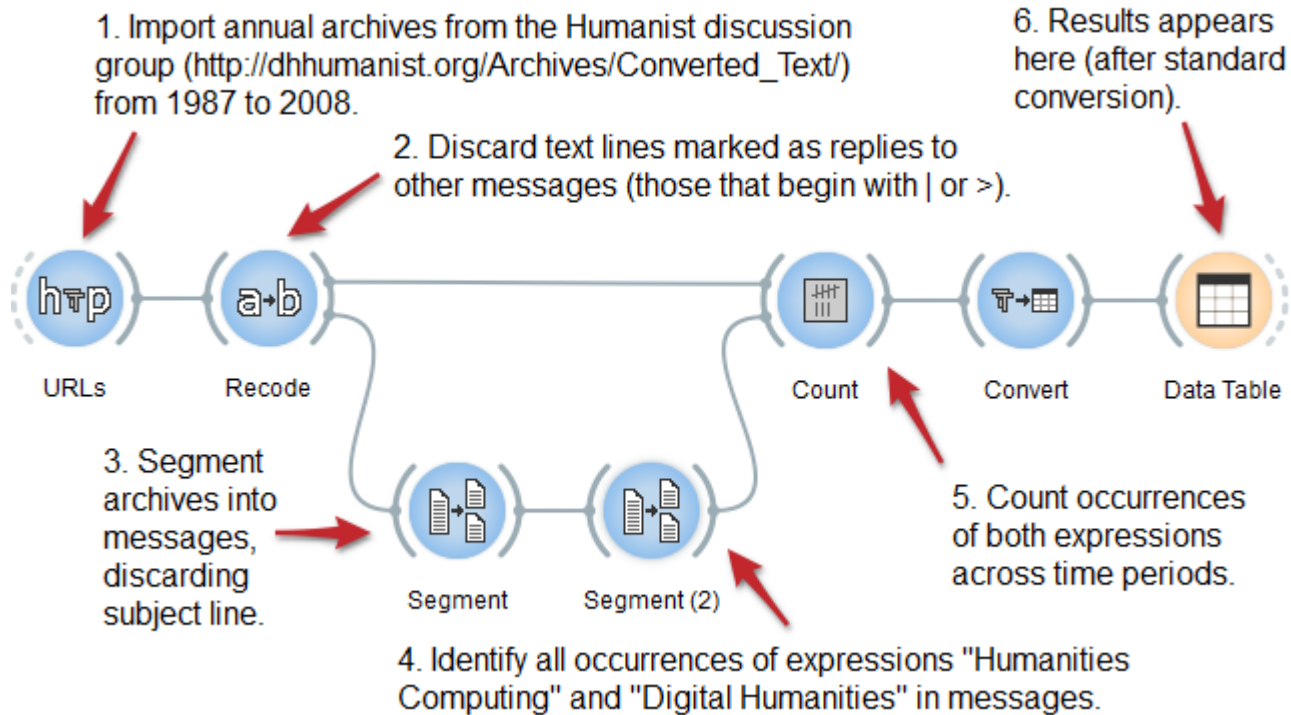 1. Import annual archives from the Humanist discussion
group (http://dhhumanist.org/Archives/Converted_Text/)
from 1987 to 2008.
6. Results appears
here (after standard
conversion).
2. Discard text lines marked as replies to
other messages (those that begin with | or >).
h┬┬p
a→b
URLs
Recode
Count
Convert
Data Table
3. Segment
archives into
messages,
discarding
subject line.
Segment
Segment (2)
5. Count occurrences
of both expressions
across time periods.
4. Identify all occurrences of expressions "Humanities
Computing" and "Digital Humanities" in messages.